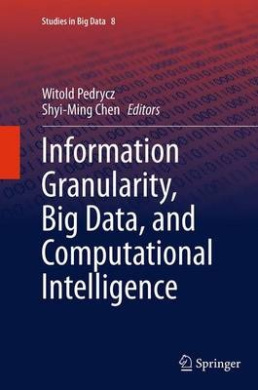 Studies in Big Data 8
Witold Pedrycz
Shyi-Ming Chen Editors
Information
Granularity,
Big Data, and
Computational
Intelligence
Springer